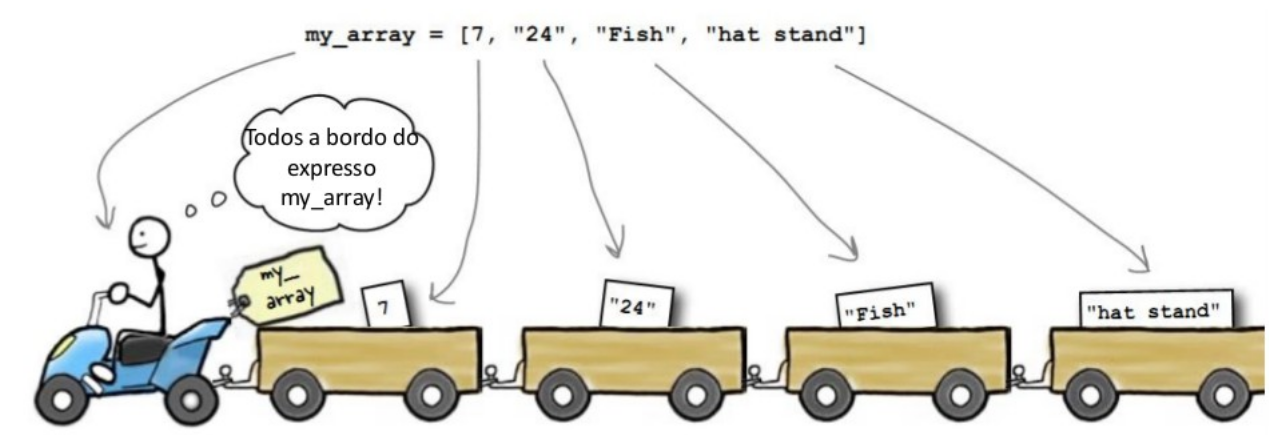 my_array = [7, "24", "Fish", "hat stand"]
Todos a bordo do
expresso
my_array!
my_
array
7
"24"
"Fish"
"hat stand"